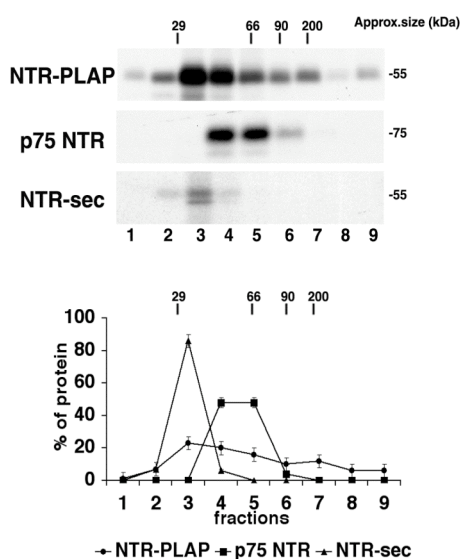 29 66 90 200 Approx.size (kDa)
NTR-PLAP -55
p75 NTR -75
NTR-sec -55
1 2 3 4 5 6 7 8 9
29 66 90 200
100
80
60
40
20
0
% of protein
1 2 3 4 5 6 7 8 9
fractions
NTR-PLAP p75 NTR NTR-sec